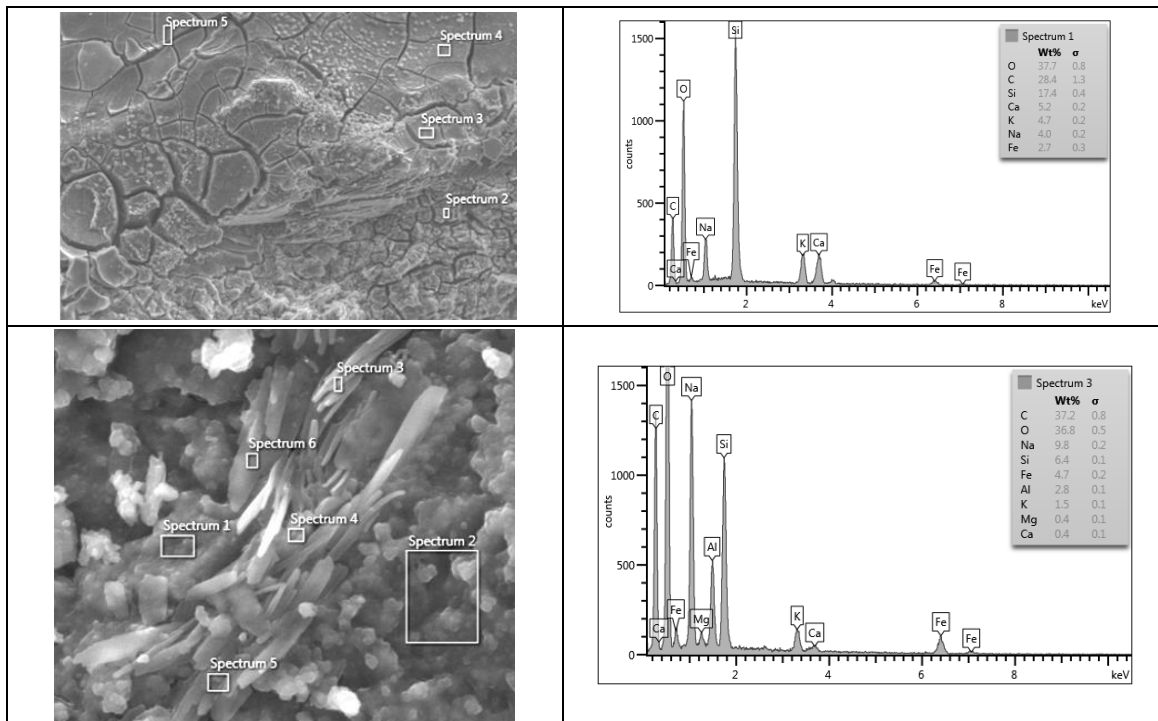 Spectrum 5
Spectrum 4
Spectrum 3
Spectrum 2
Spectrum 1
Wt% σ
O 37.7 0.8
C 28.4 1.3
Si 17.4 0.4
Ca 5.2 0.2
K 4.7 0.2
Na 4.0 0.2
Fe 2.7 0.3
1500
1000
500
0
counts
C
Ca
O
Fe
Na
Si
K
Ca
Fe
Fe
2 4 6 8 keV
Spectrum 3
Spectrum 6
Spectrum 1
Spectrum 4
Spectrum 2
Spectrum 5
Spectrum 3
Wt% σ
C 37.2 0.8
O 36.8 0.5
Na 9.8 0.2
Si 6.4 0.1
Fe 4.7 0.2
Al 2.8 0.1
K 1.5 0.1
Mg 0.4 0.1
Ca 0.4 0.1
1500
1000
500
0
counts
C
Ca
O
Fe
Na
Mg
Al
Si
K
Ca
Fe
Fe
2 4 6 8 keV